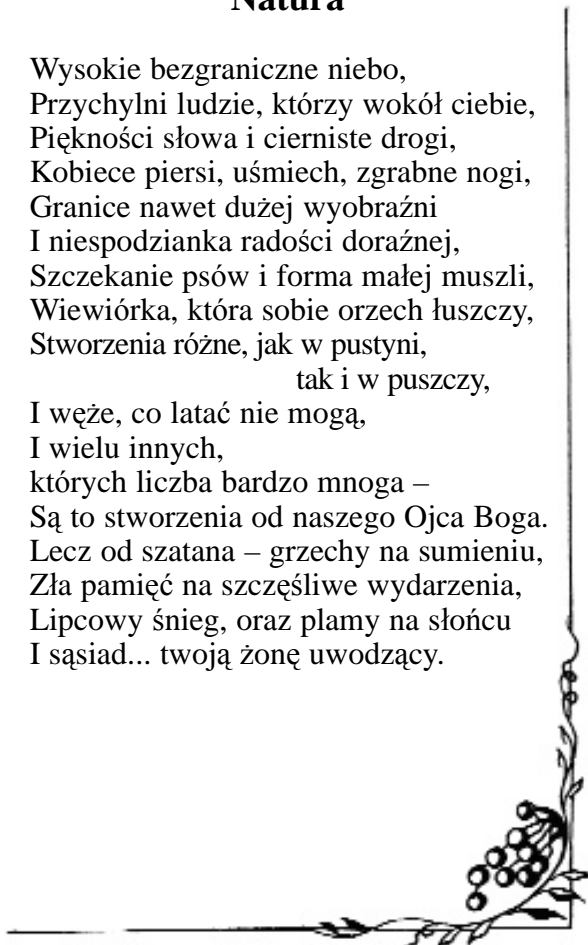 Natura
Wysokie bezgraniczne niebo,
Przychylni ludzie, którzy wokół ciebie,
Piękności słowa i cierniste drogi,
Kobiece piersi, uśmiech, zgrabne nogi,
Granice nawet dużej wyobraźni
I niespodzianka radości doraźnej,
Szczekanie psów i forma małej muszli,
Wiewiórka, która sobie orzech łuszczy,
Stworzenia różne, jak w pustyni,
tak i w puszczy,
I węże, co latać nie mogą,
I wielu innych,
których liczba bardzo mnoga –
Są to stworzenia od naszego Ojca Boga.
Lecz od szatana – grzechy na sumieniu,
Zła pamięć na szczęśliwe wydarzenia,
Lipcowy śnieg, oraz plamy na słońcu
I sąsiad... twoją żonę uwodzący.